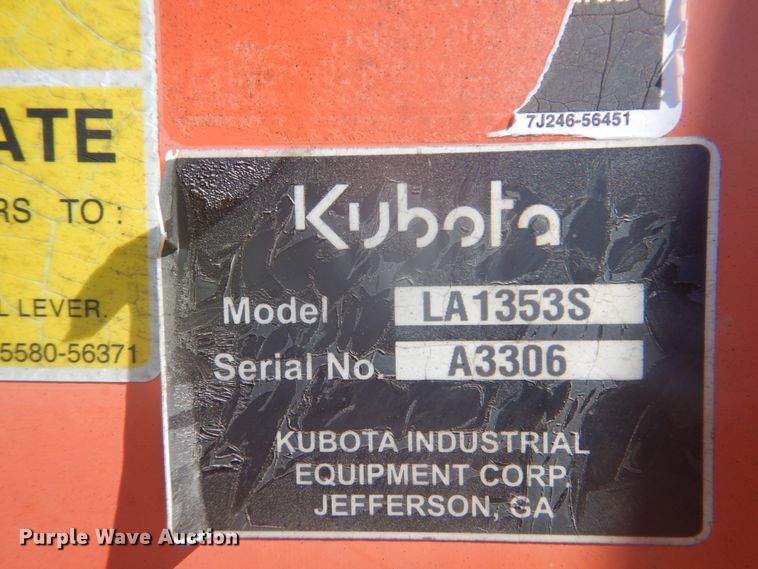 7J246-56451
ATE
RS TO:
L LEVER.
5580-56371
Kubota
Model LA1353S
Serial No. A3306
KUBOTA INDUSTRIAL
EQUIPMENT CORP.
JEFFERSON, GA
Purple Wave Auction